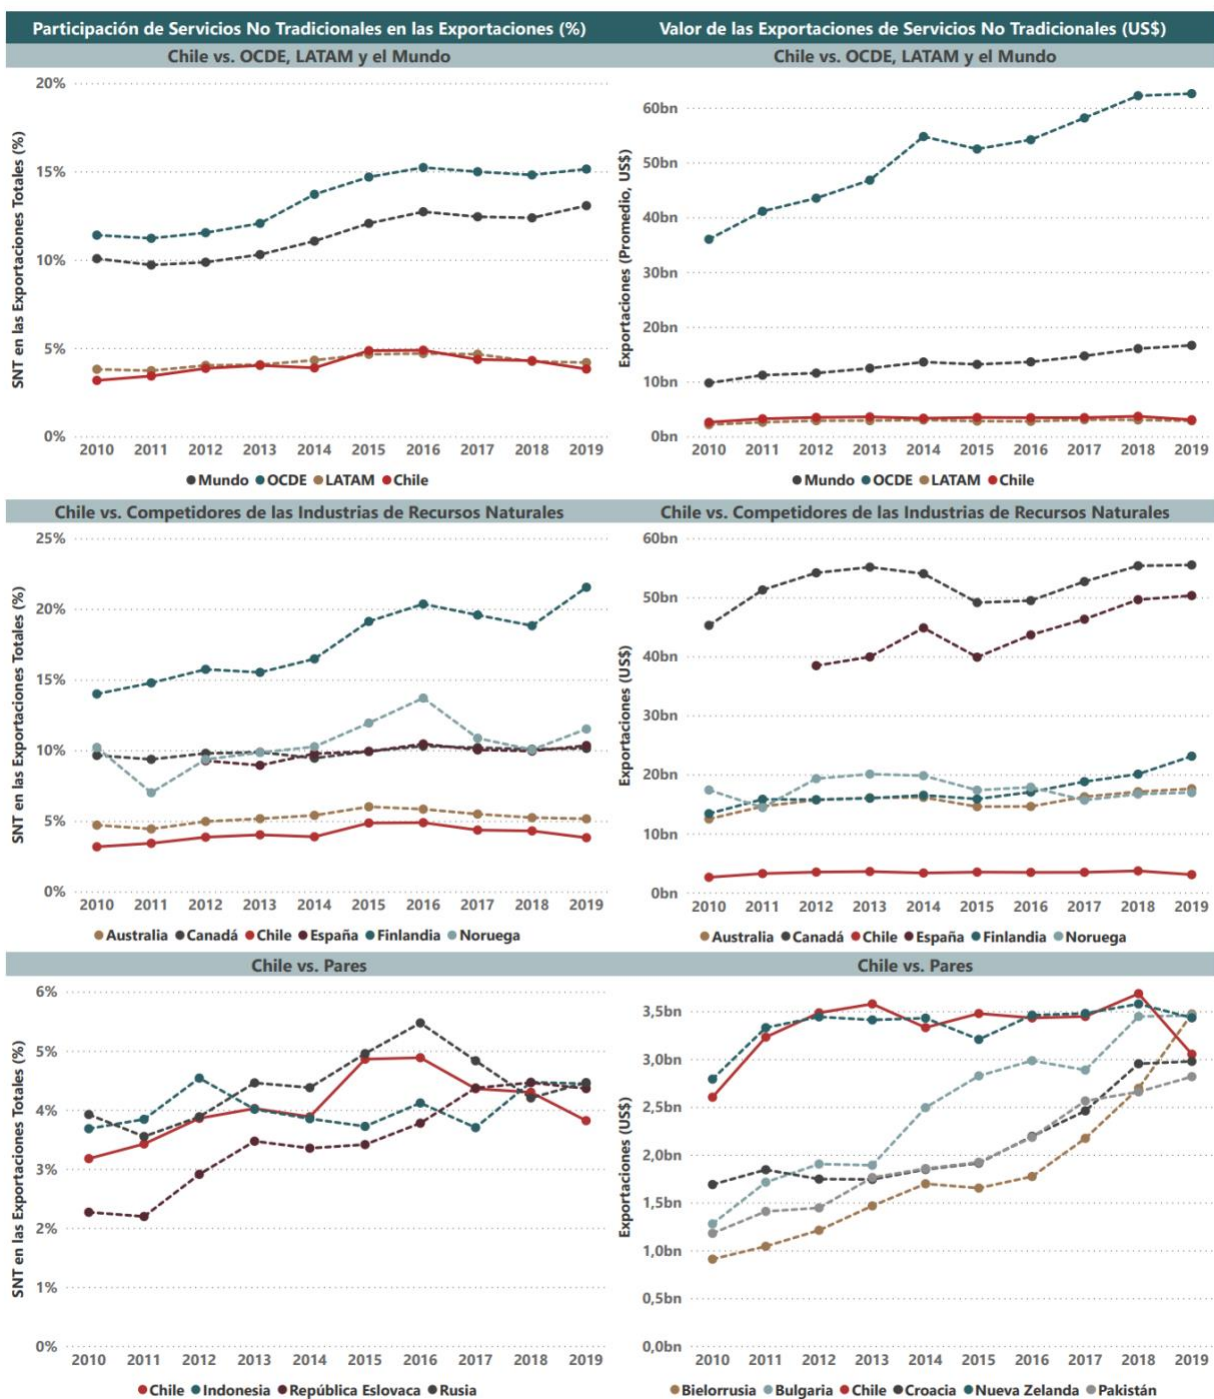 Participación de Servicios No Tradicionales en las Exportaciones (%)
Chile vs. OCDE, LATAM y el Mundo
SNT en las Exportaciones Totales (%)
20%
15%
10%
5%
0%
2010 2011 2012 2013 2014 2015 2016 2017 2018 2019
Mundo OCDE LATAM Chile
Valor de las Exportaciones de Servicios No Tradicionales (US$)
Chile vs. OCDE, LATAM y el Mundo
Exportaciones (Promedio, US$)
60bn
50bn
40bn
30bn
20bn
10bn
0bn
2010 2011 2012 2013 2014 2015 2016 2017 2018 2019
Mundo OCDE LATAM Chile
Chile vs. Competidores de las Industrias de Recursos Naturales
SNT en las Exportaciones Totales (%)
25%
20%
15%
10%
5%
0%
2010 2011 2012 2013 2014 2015 2016 2017 2018 2019
Australia Canadá Chile España Finlandia Noruega
Chile vs. Competidores de las Industrias de Recursos Naturales
Exportaciones (US$)
60bn
50bn
40bn
30bn
20bn
10bn
0bn
2010 2011 2012 2013 2014 2015 2016 2017 2018 2019
Australia Canadá Chile España Finlandia Noruega
Chile vs. Pares
SNT en las Exportaciones Totales (%)
6%
5%
4%
3%
2%
1%
0%
2010 2011 2012 2013 2014 2015 2016 2017 2018 2019
Chile Indonesia República Eslovaca Rusia
Chile vs. Pares
Exportaciones (US$)
3,5bn
3,0bn
2,5bn
2,0bn
1,5bn
1,0bn
0,5bn
0,0bn
2010 2011 2012 2013 2014 2015 2016 2017 2018 2019
Bielorrusia Bulgaria Chile Croacia Nueva Zelanda Pakistán